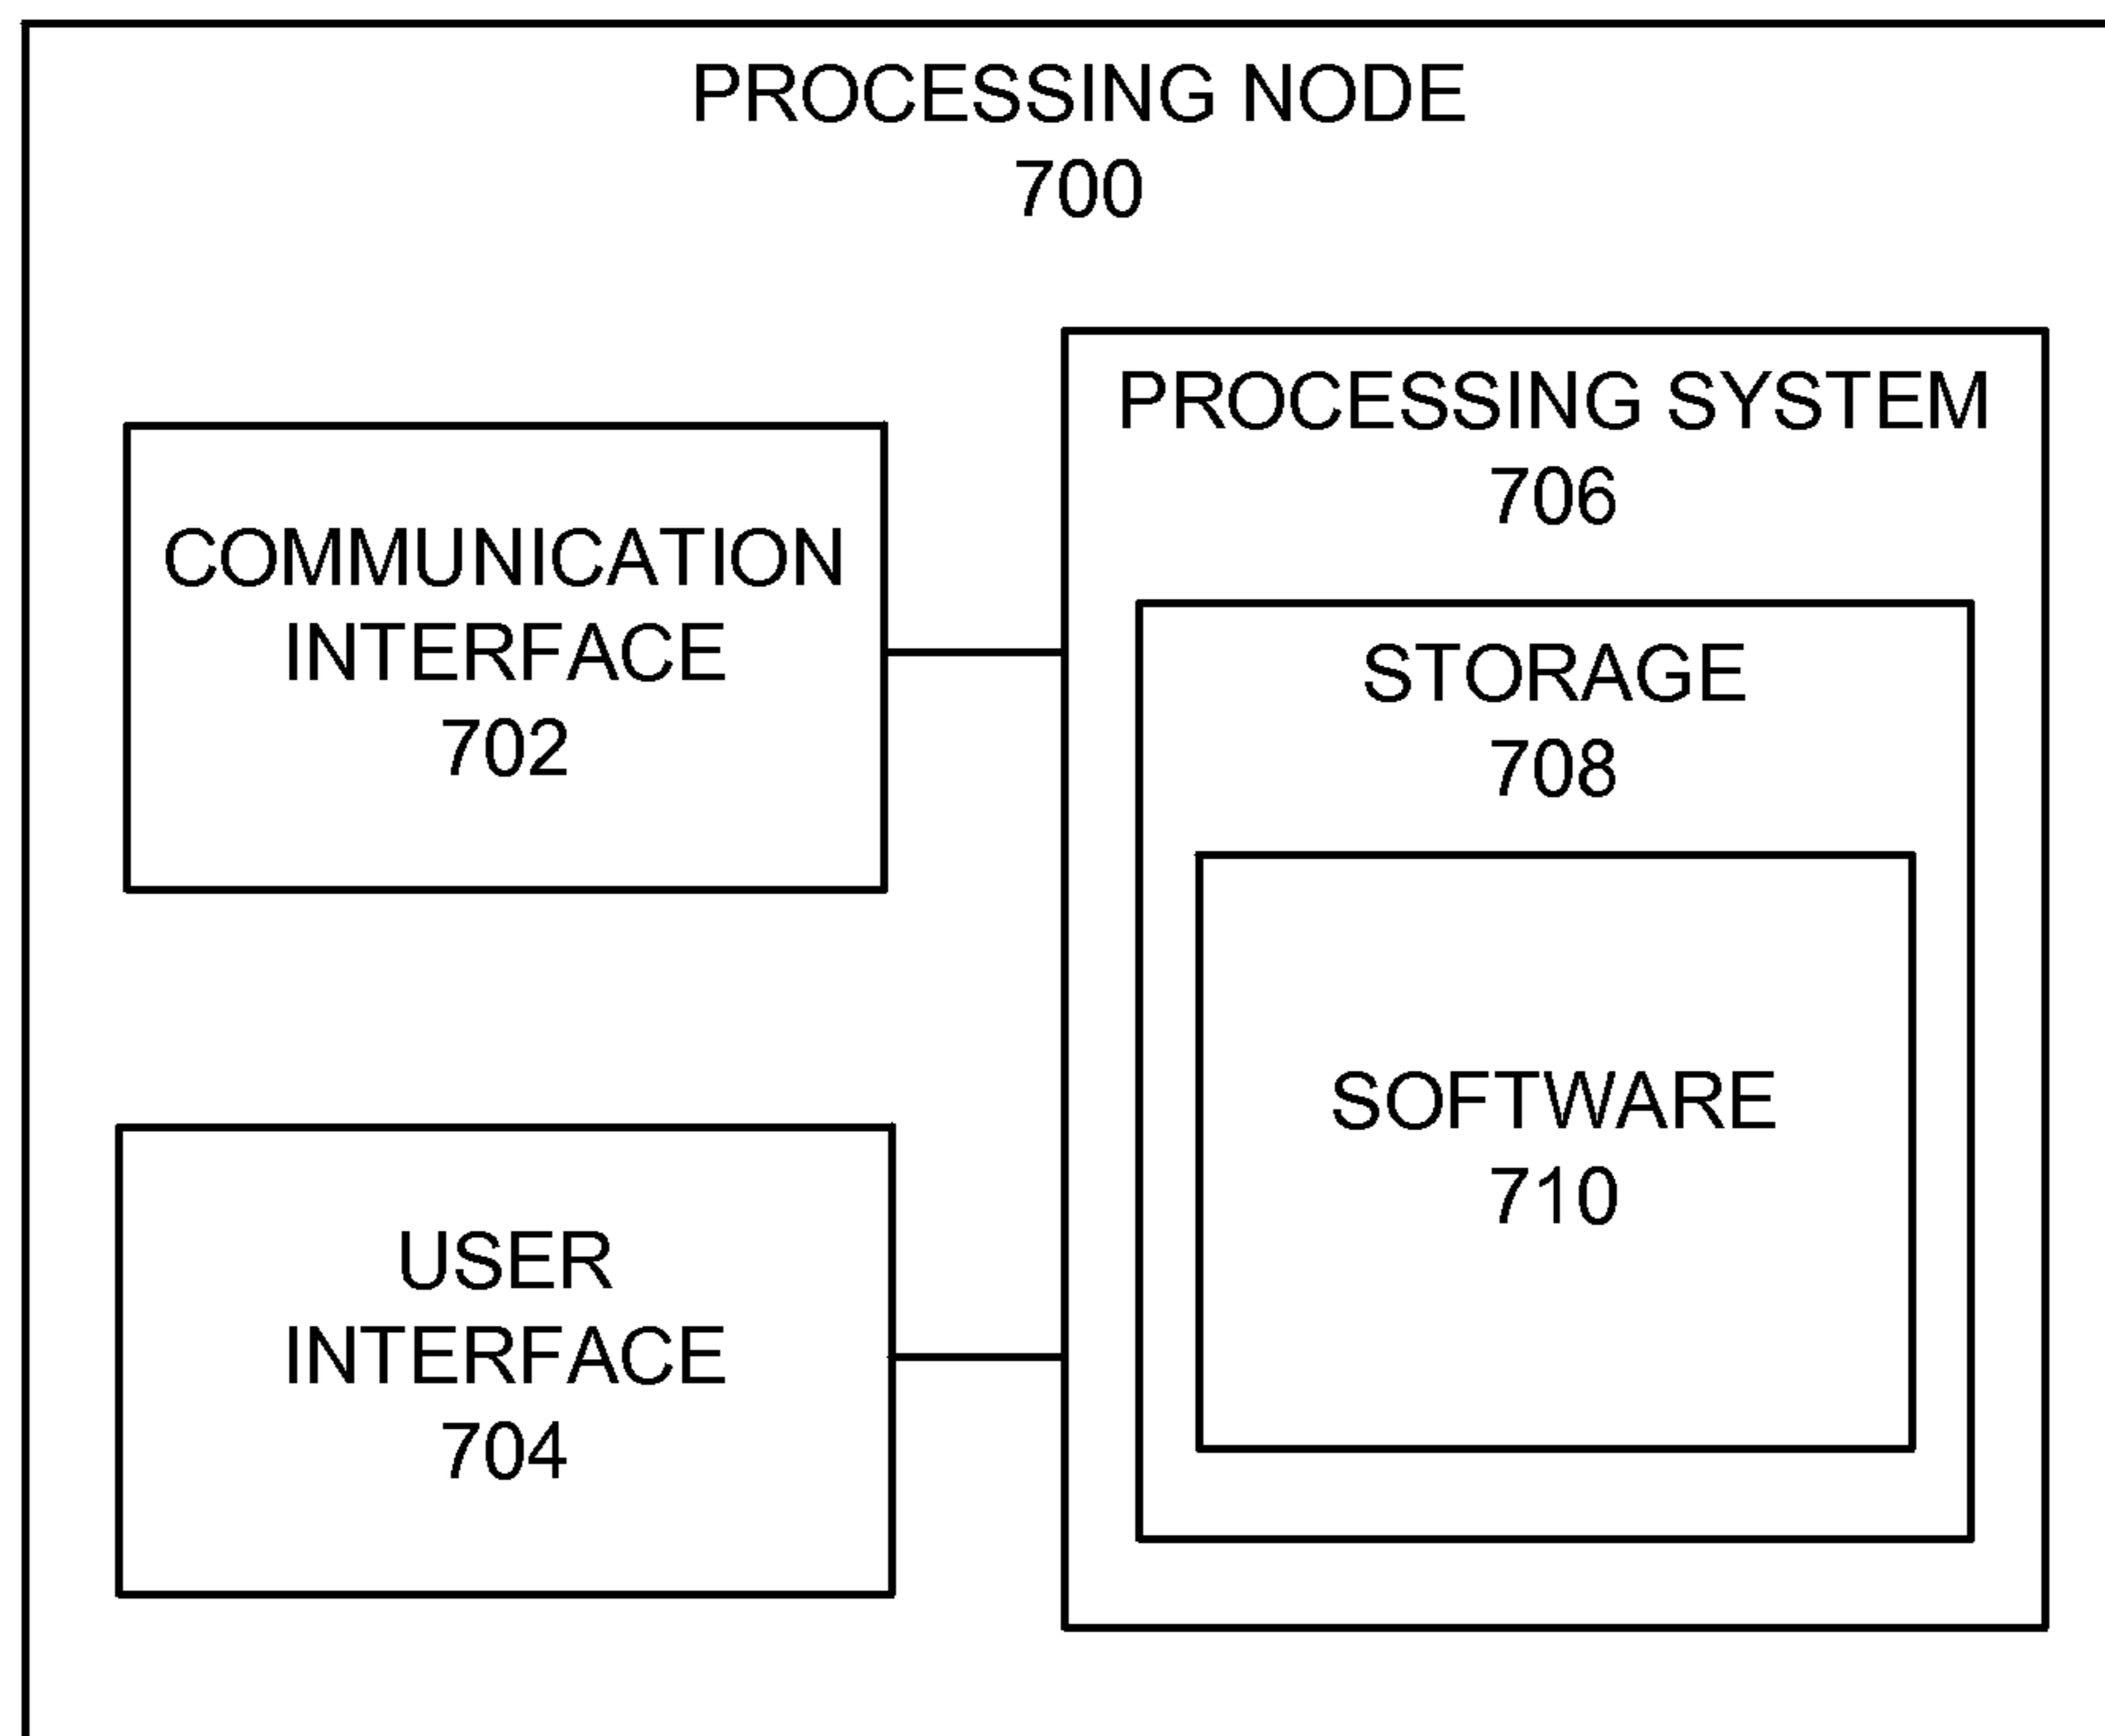 PROCESSING NODE
700
COMMUNICATION
INTERFACE
702
USER
INTERFACE
704
PROCESSING SYSTEM
706
STORAGE
708
SOFTWARE
710